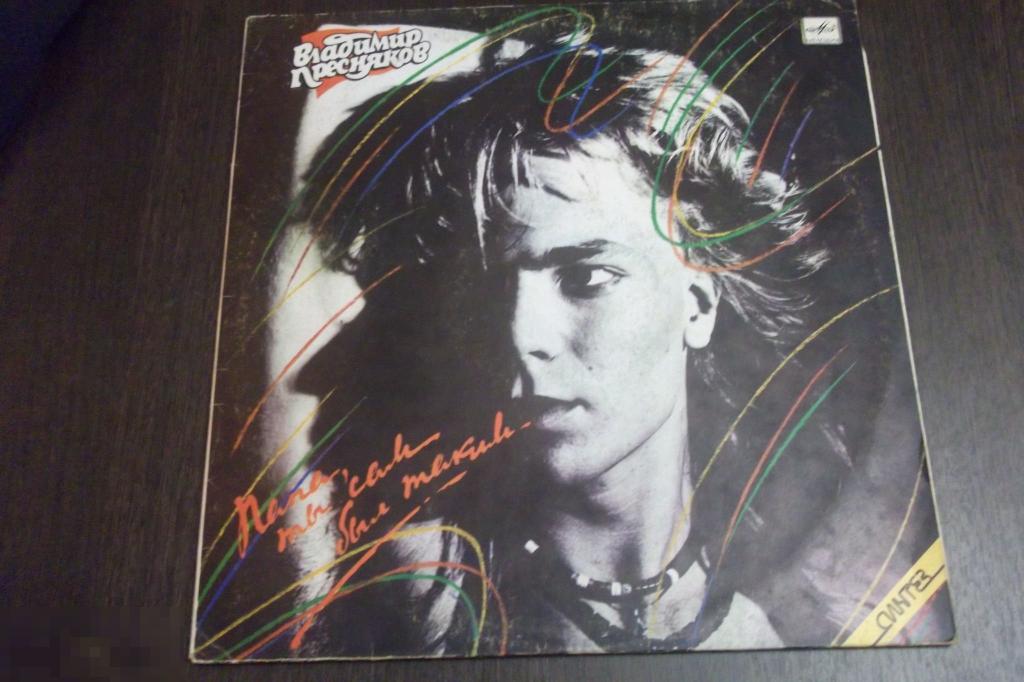 Владимир
Пресняков
Папа,
ты сам
был таким
СИНТЕЗ